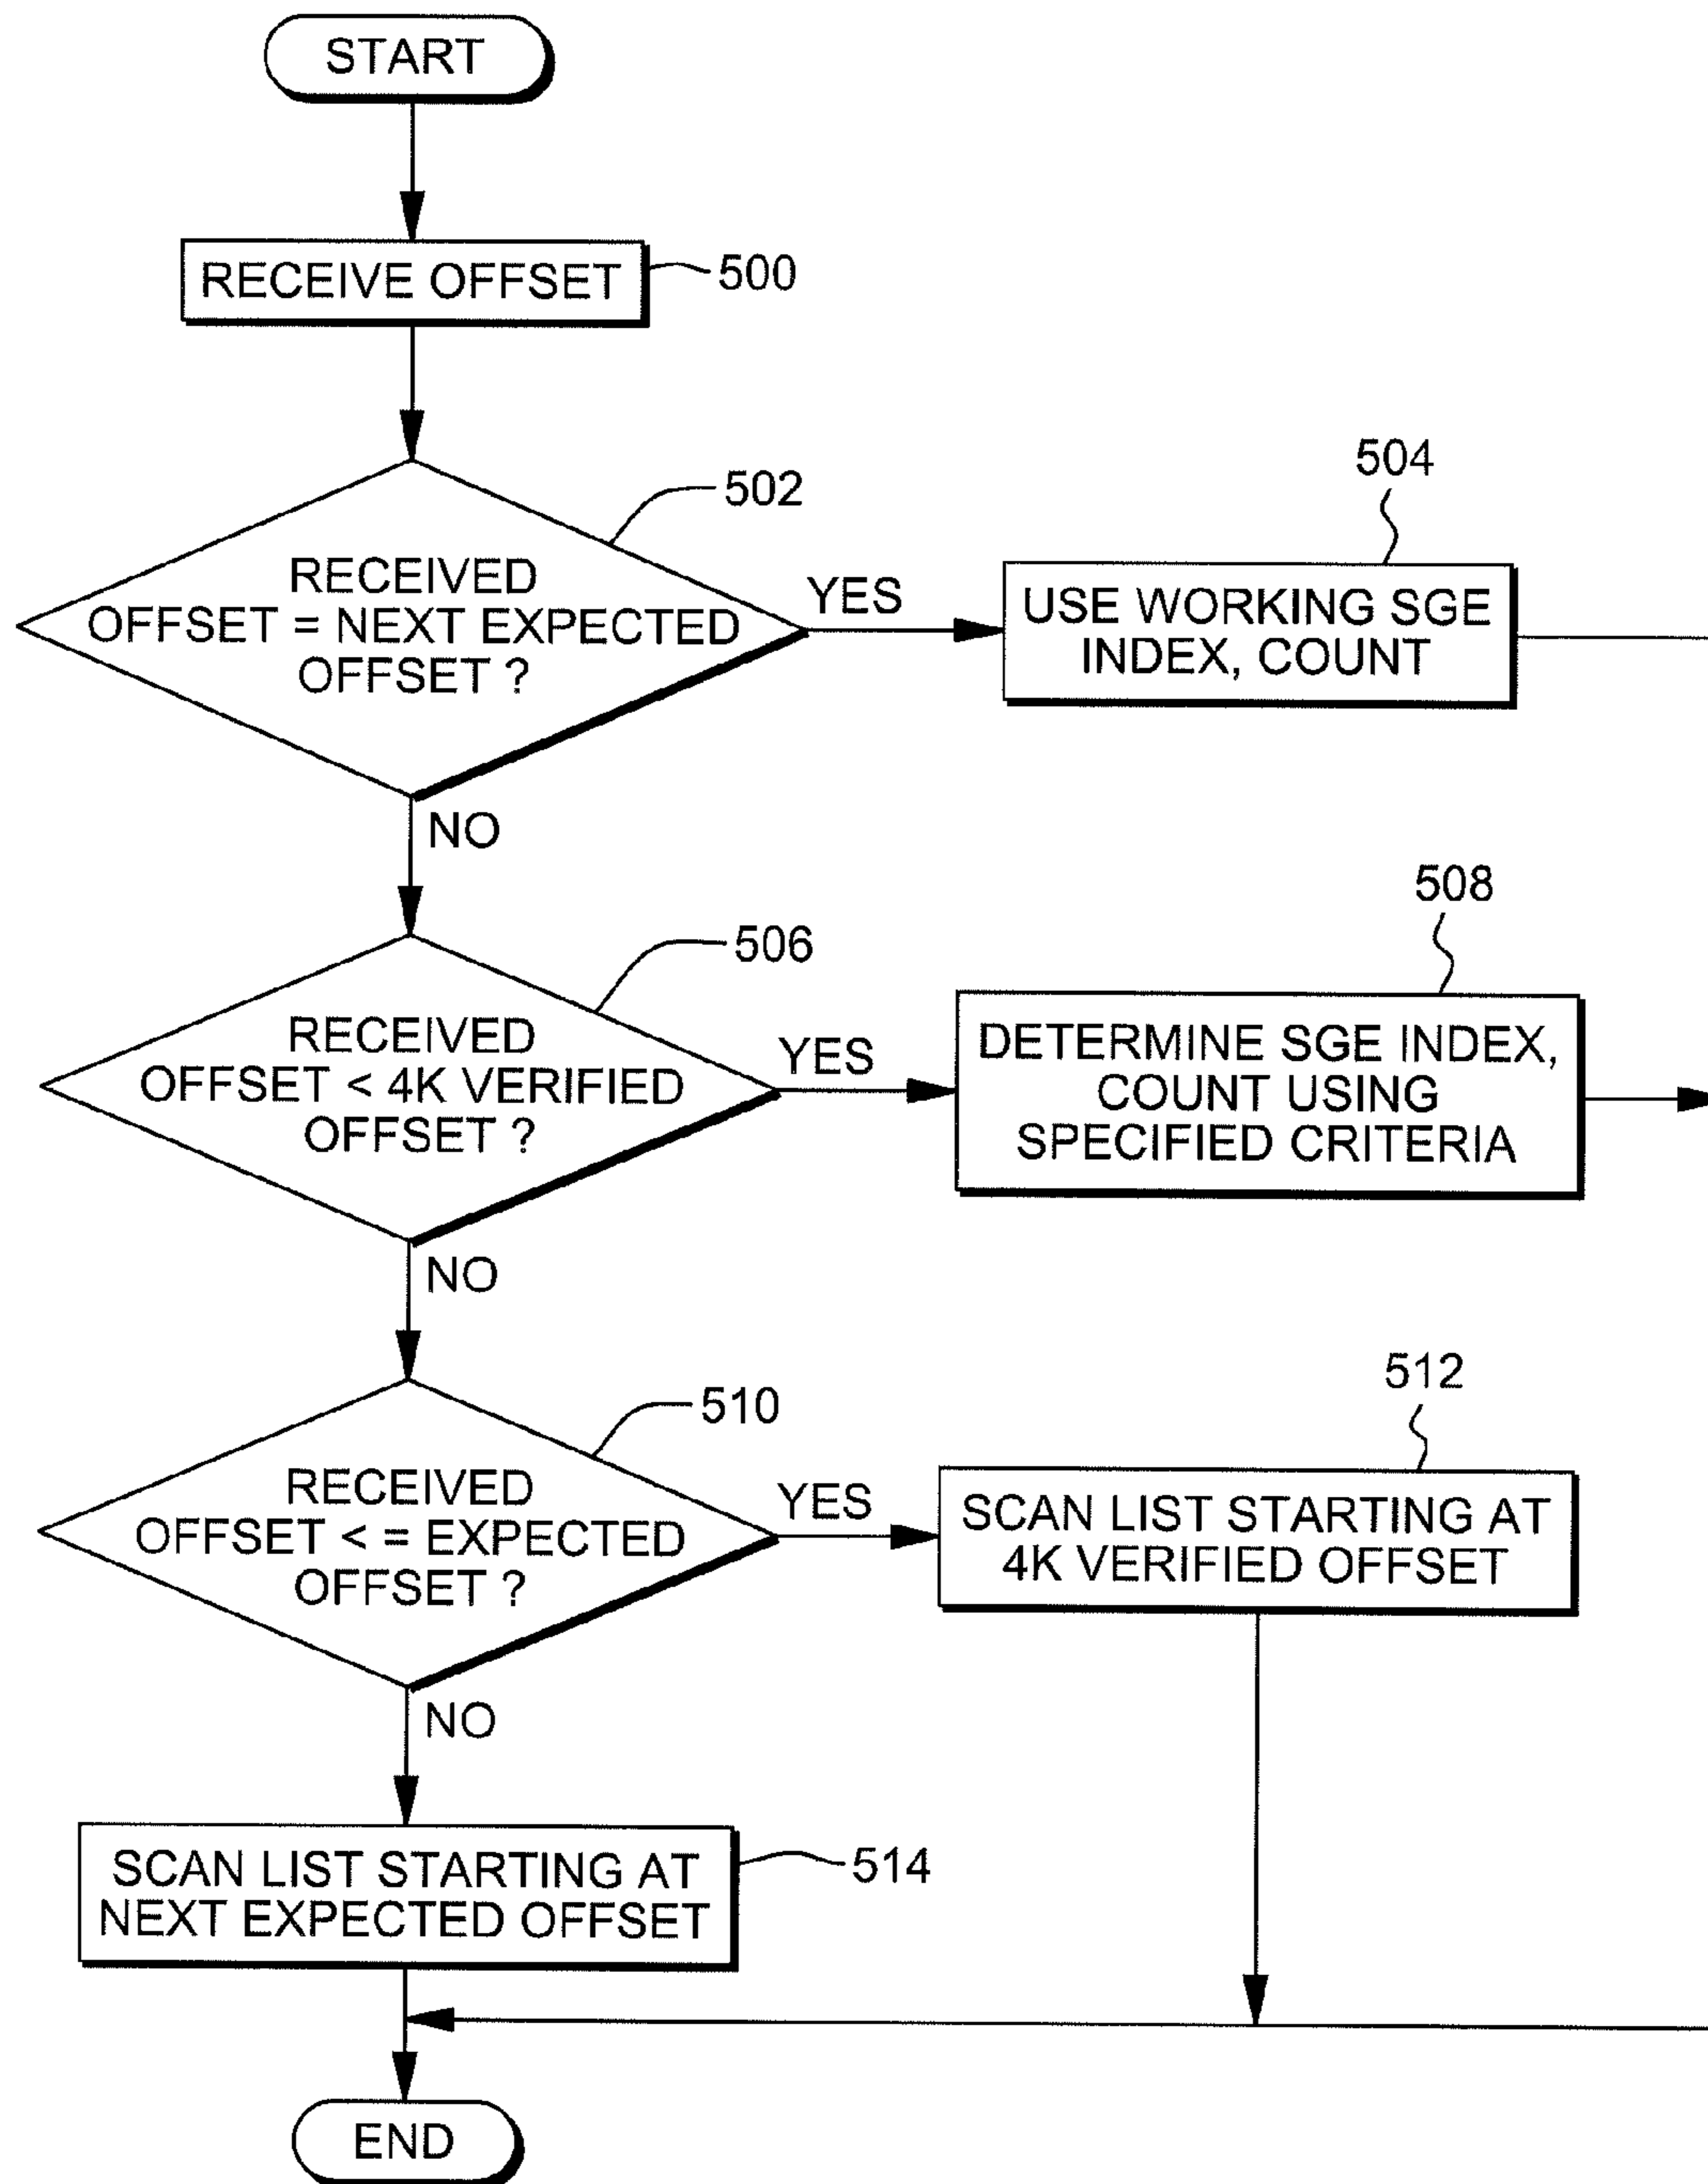 START
RECEIVE OFFSET
500
502
RECEIVED
OFFSET = NEXT EXPECTED
OFFSET ?
YES
504
USE WORKING SGE
INDEX, COUNT
NO
506
RECEIVED
OFFSET < 4K VERIFIED
OFFSET ?
YES
508
DETERMINE SGE INDEX,
COUNT USING
SPECIFIED CRITERIA
NO
510
RECEIVED
OFFSET < = EXPECTED
OFFSET ?
YES
512
SCAN LIST STARTING AT
4K VERIFIED OFFSET
NO
SCAN LIST STARTING AT
NEXT EXPECTED OFFSET
514
END